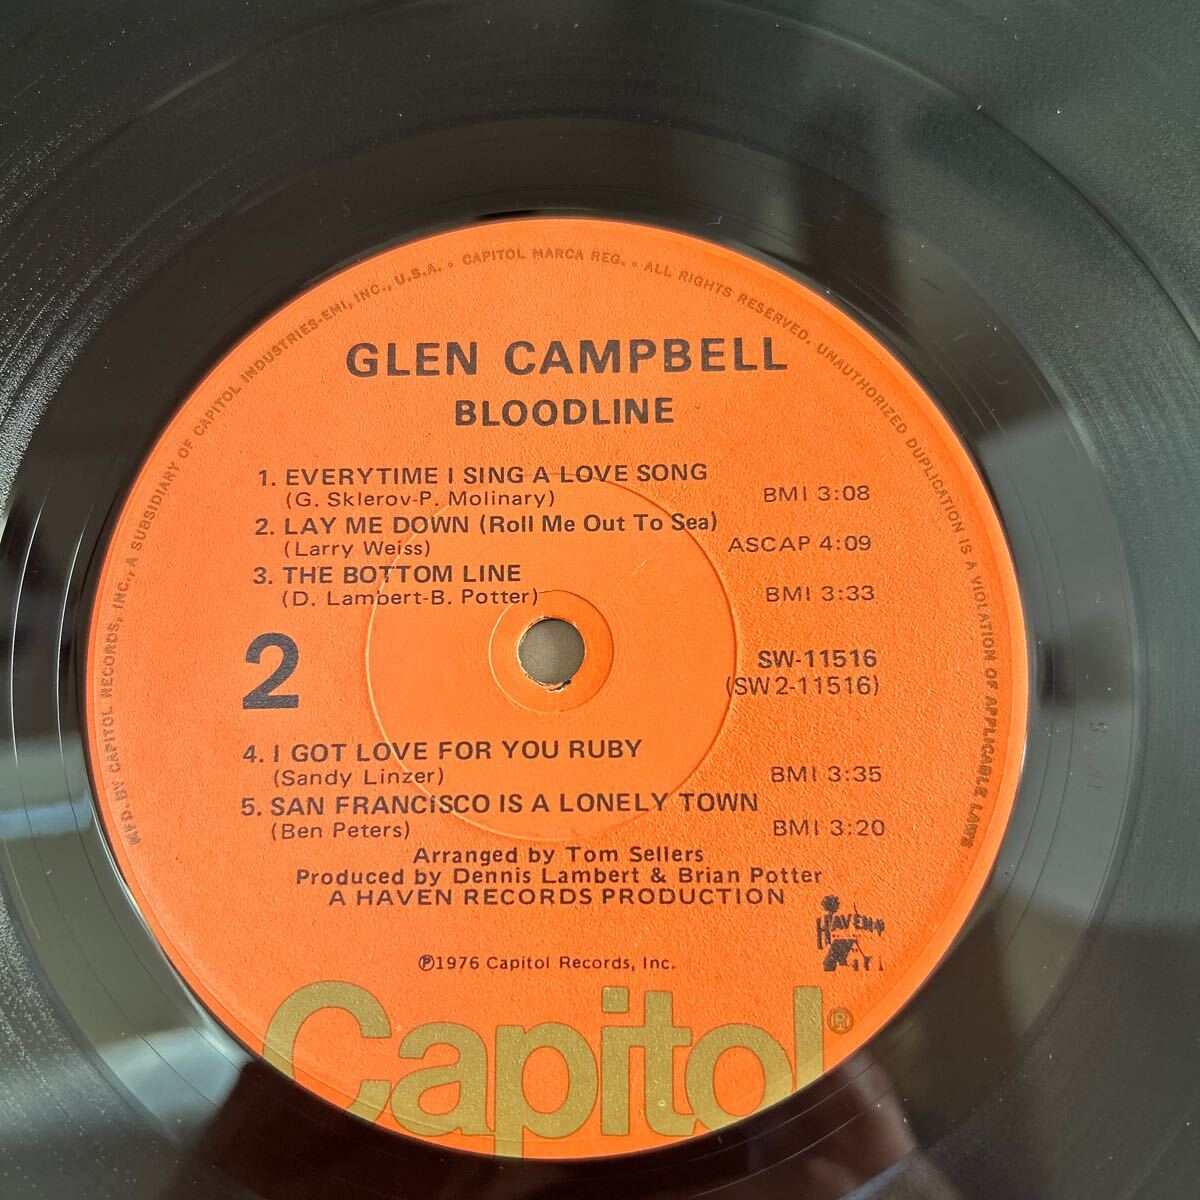 MFD. BY CAPITOL RECORDS, INC., A SUBSIDIARY OF CAPITOL INDUSTRIES-EMI, INC., U.S.A. • CAPITOL MARCA REG. • ALL RIGHTS RESERVED. UNAUTHORIZED DUPLICATION IS A VIOLATION OF APPLICABLE LAWS
GLEN CAMPBELL
BLOODLINE
1. EVERYTIME I SING A LOVE SONG
(G. Sklerov-P. Molinary) BMI 3:08
2. LAY ME DOWN (Roll Me Out To Sea)
(Larry Weiss) ASCAP 4:09
3. THE BOTTOM LINE
(D. Lambert-B. Potter) BMI 3:33
2
SW-11516
(SW2-11516)
4. I GOT LOVE FOR YOU RUBY
(Sandy Linzer) BMI 3:35
5. SAN FRANCISCO IS A LONELY TOWN
(Ben Peters) BMI 3:20
Arranged by Tom Sellers
Produced by Dennis Lambert & Brian Potter
A HAVEN RECORDS PRODUCTION
HAVEN
℗1976 Capitol Records, Inc.
Capitol®